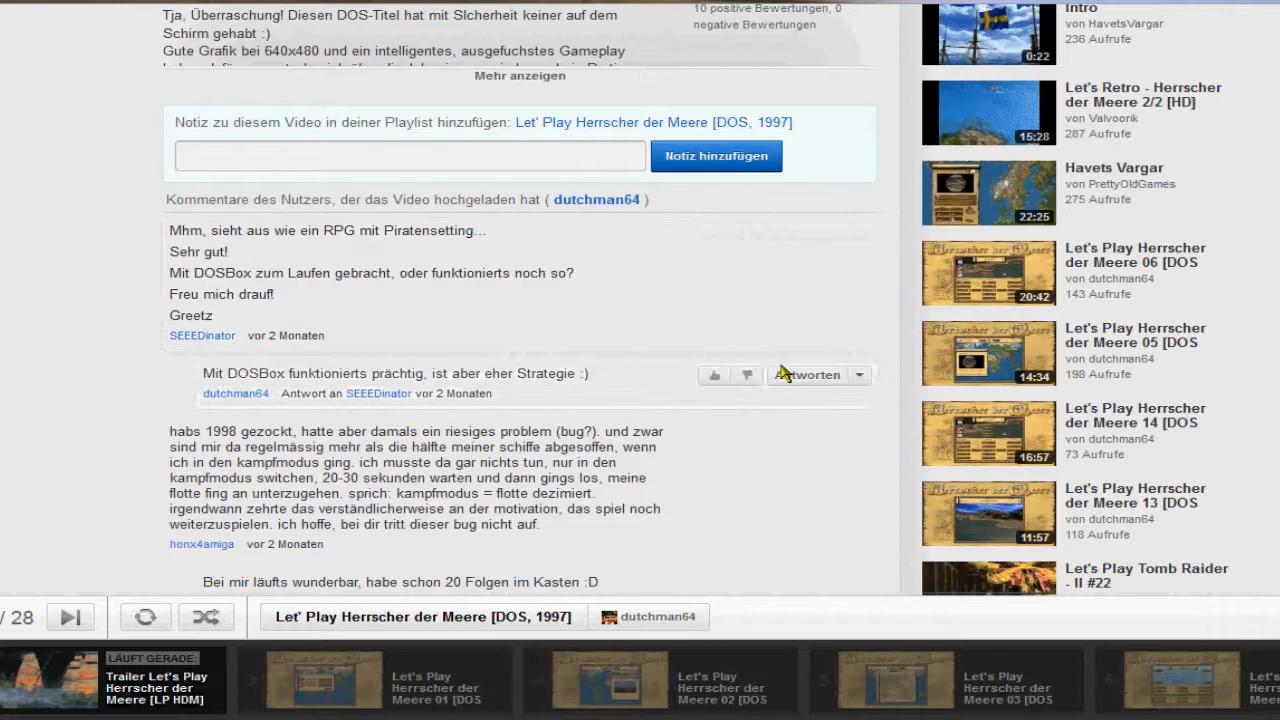 Tja, Überraschung! Diesen DOS-Titel hat mit SIcherheit keiner auf dem
Schirm gehabt :)
Gute Grafik bei 640x480 und ein intelligentes, ausgefuchstes Gameplay
10 positive Bewertungen, 0
negative Bewertungen
Mehr anzeigen
Notiz zu diesem Video in deiner Playlist hinzufügen: Let' Play Herrscher der Meere [DOS, 1997]
Notiz hinzufügen
Kommentare des Nutzers, der das Video hochgeladen hat ( dutchman64 )
Mhm, sieht aus wie ein RPG mit Piratensetting...
Sehr gut!
Mit DOSBox zum Laufen gebracht, oder funktionierts noch so?
Freu mich drauf!
Greetz
SEEEDinator vor 2 Monaten
Mit DOSBox funktionierts prächtig, ist aber eher Strategie :)
Antworten
dutchman64 Antwort an SEEEDinator vor 2 Monaten
habs 1998 gern, hatte aber damals ein riesiges problem (bug?). und zwar
sind mir da regelmäßig mehr als die hälfte meiner schiffe abgesoffen, wenn
ich in den kampfmodus ging. ich musste da gar nichts tun, nur in den
kampfmodus switchen, 20-30 sekunden warten und dann gings los, meine
flotte fing an unterzugehn. sprich: kampfmodus = flotte dezimiert.
irgendwann zehrt das verständlicherweise an der motivation, das spiel noch
weiterzuspielen. ich hoffe, bei dir tritt dieser bug nicht auf.
honx4amiga vor 2 Monaten
Bei mir läufts wunderbar, habe schon 20 Folgen im Kasten :D
Intro
von HavetsVargar
236 Aufrufe
0:22
Let's Retro - Herrscher
der Meere 2/2 [HD]
von Valvoorik
287 Aufrufe
15:28
Havets Vargar
von PrettyOldGames
275 Aufrufe
22:25
Let's Play Herrscher
der Meere 06 [DOS
von dutchman64
143 Aufrufe
20:42
Let's Play Herrscher
der Meere 05 [DOS
von dutchman64
198 Aufrufe
14:34
Let's Play Herrscher
der Meere 14 [DOS
von dutchman64
73 Aufrufe
16:57
Let's Play Herrscher
der Meere 13 [DOS
von dutchman64
118 Aufrufe
11:57
Let's Play Tomb Raider
- II #22
/ 28
Let' Play Herrscher der Meere [DOS, 1997]
dutchman64
LÄUFT GERADE:
Trailer Let's Play
Herrscher der
Meere [LP HDM]
Let's Play
Herrscher der
Meere 01 [DOS
Let's Play
Herrscher der
Meere 02 [DOS
Let's Play
Herrscher der
Meere 03 [DOS